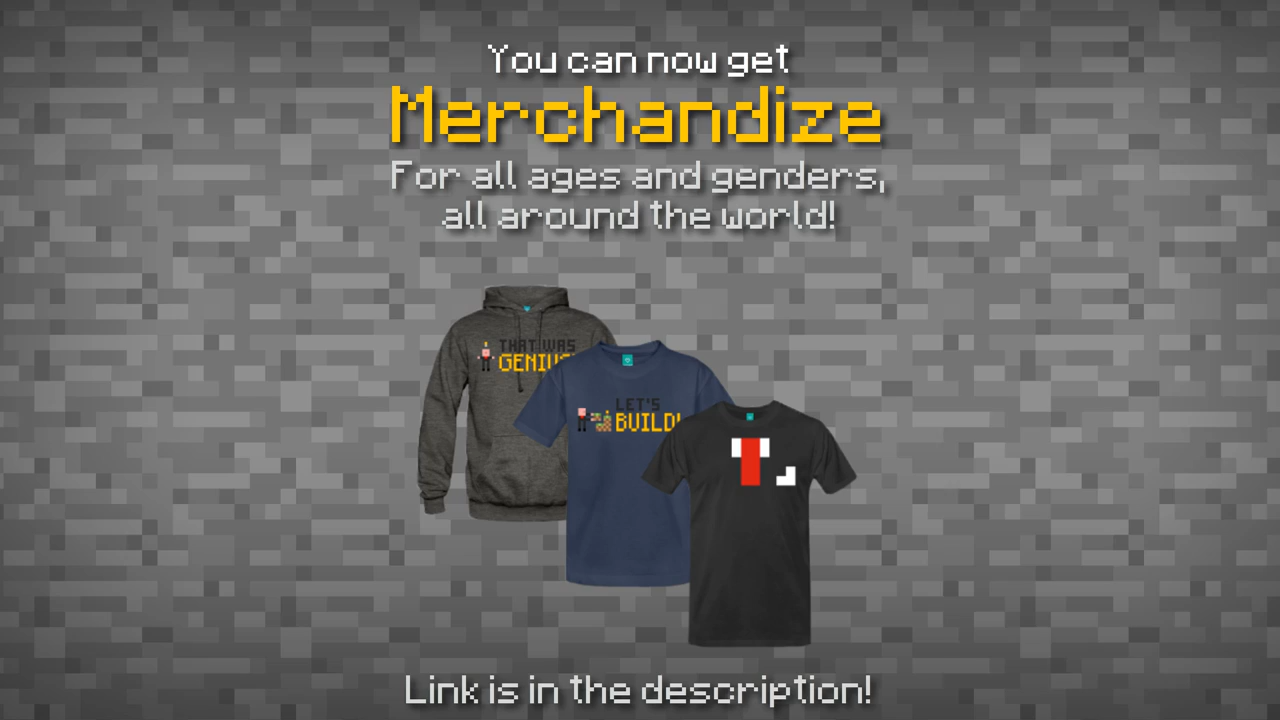 You can now get
Merchandize
For all ages and genders,
all around the world!
THAT WAS
LET'S
BUILD!
Link is in the description!